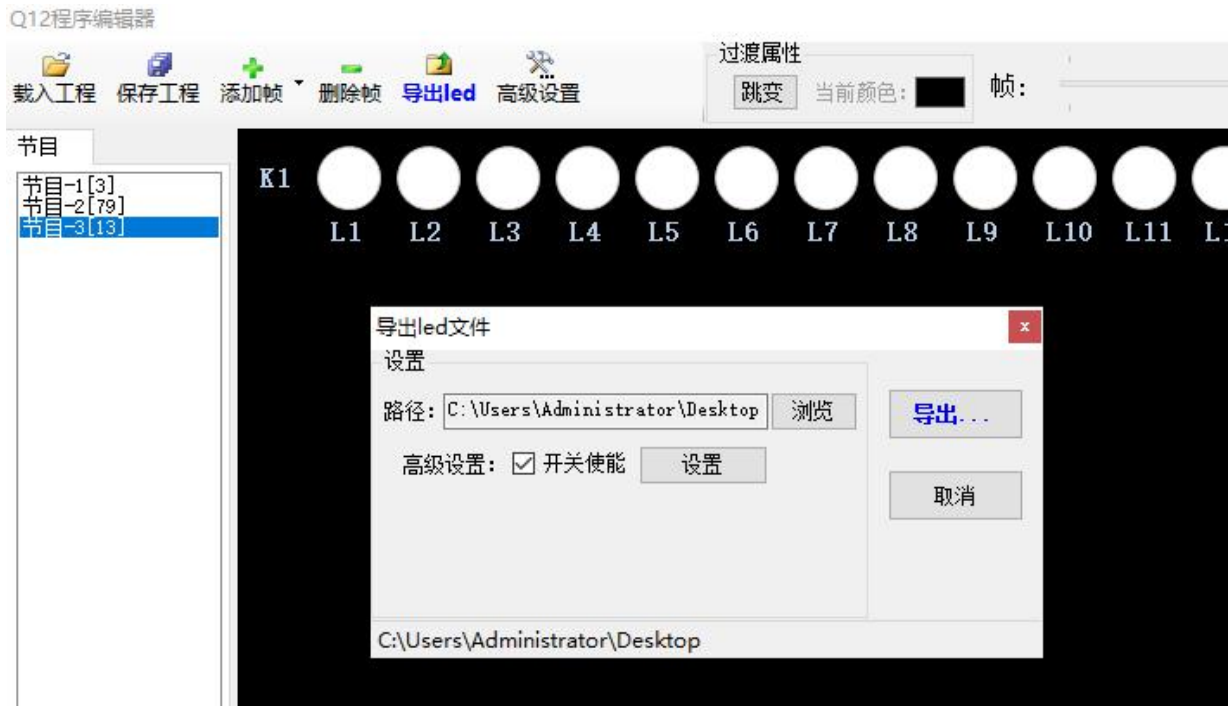 Q12程序编辑器
载入工程 保存工程 添加帧 删除帧 导出led 高级设置
过渡属性
跳变 当前颜色: 帧:
节目
节目-1[3]
节目-2[79]
节目-3[13]
K1
L1 L2 L3 L4 L5 L6 L7 L8 L9 L10 L11
导出led文件
设置
路径: C:\Users\Administrator\Desktop 浏览 导出...
高级设置: 开关使能 设置
取消
C:\Users\Administrator\Desktop